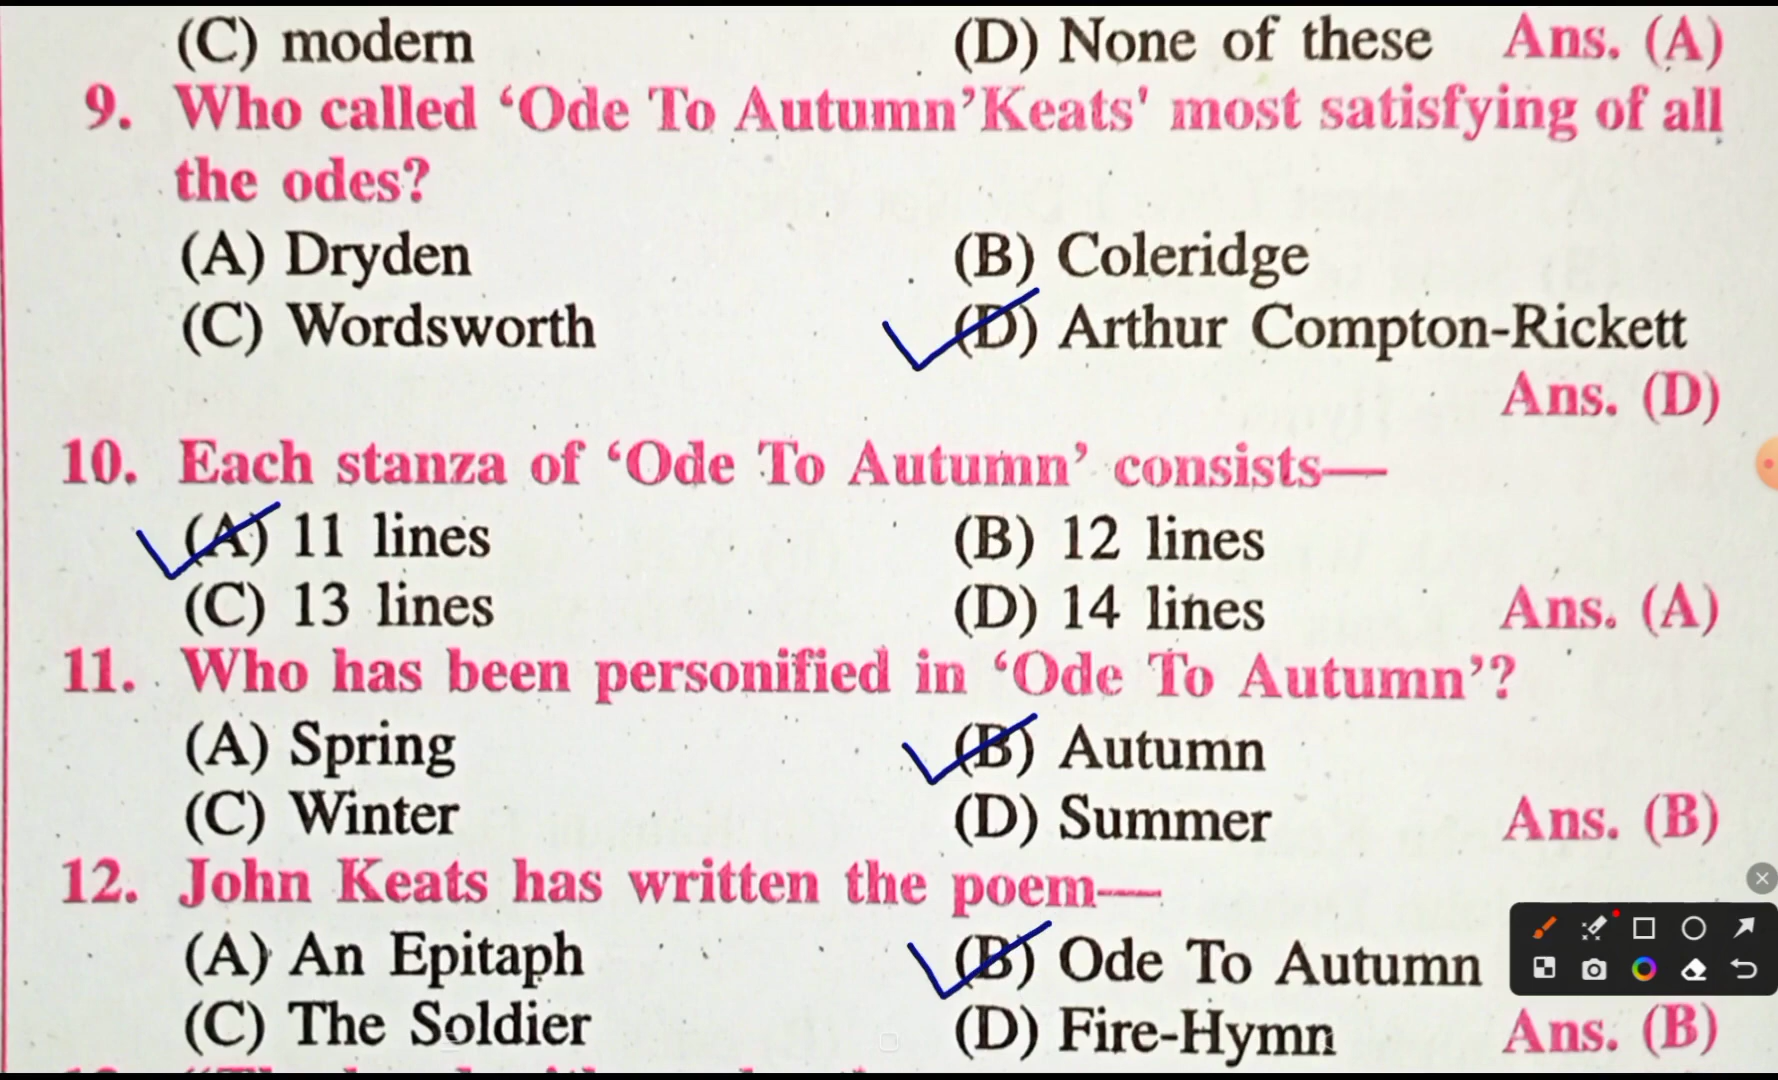 (C) modern (D) None of these Ans. (A)
9. Who called ‘Ode To Autumn’Keats' most satisfying of all
the odes?
(A) Dryden (B) Coleridge
(C) Wordsworth (D) Arthur Compton-Rickett
Ans. (D)
10. Each stanza of ‘Ode To Autumn’ consists—
(A) 11 lines (B) 12 lines
(C) 13 lines (D) 14 lines Ans. (A)
11. Who has been personified in ‘Ode To Autumn’?
(A) Spring (B) Autumn
(C) Winter (D) Summer Ans. (B)
12. John Keats has written the poem—
(A) An Epitaph (B) Ode To Autumn
(C) The Soldier (D) Fire-Hymn Ans. (B)